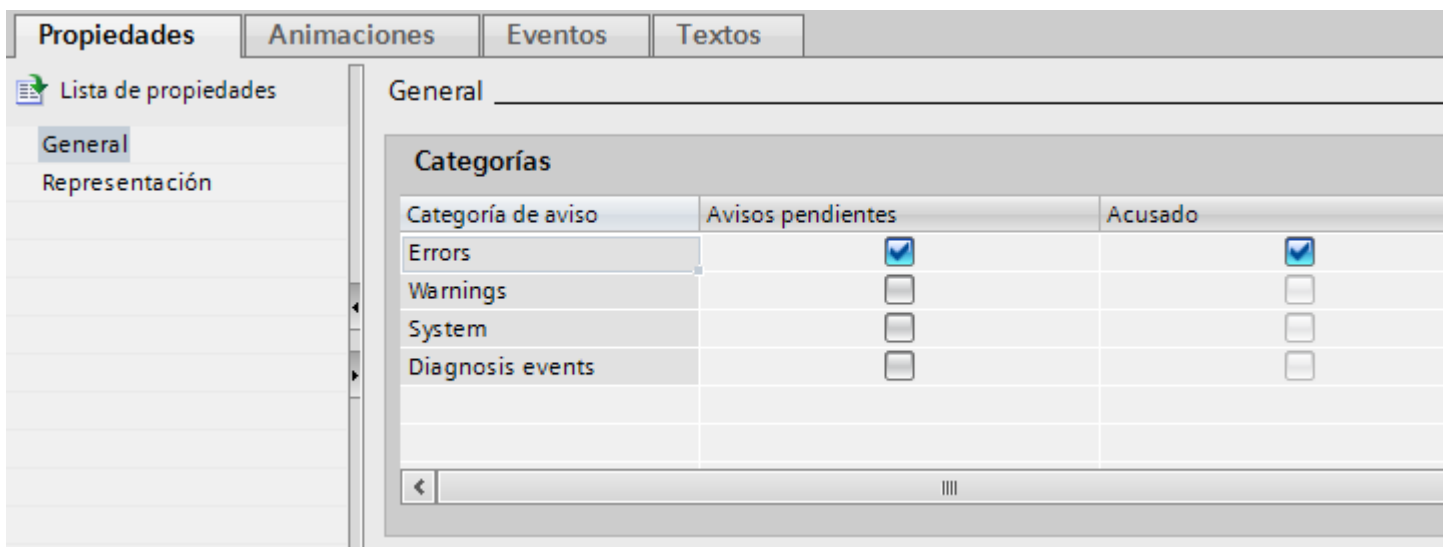 Propiedades Animaciones Eventos Textos
Lista de propiedades
General
Representación
General
Categorías
Categoría de aviso Avisos pendientes Acusado
Errors
Warnings
System
Diagnosis events